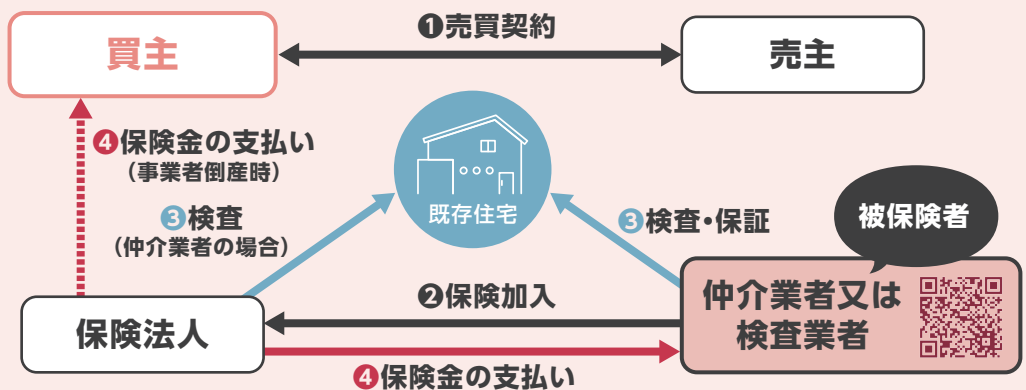 ❶売買契約
買主
売主
❹保険金の支払い
（事業者倒産時）
❸検査
（仲介業者の場合）
既存住宅
❸検査・保証
被保険者
❷保険加入
仲介業者又は
検査業者
保険法人
❹保険金の支払い